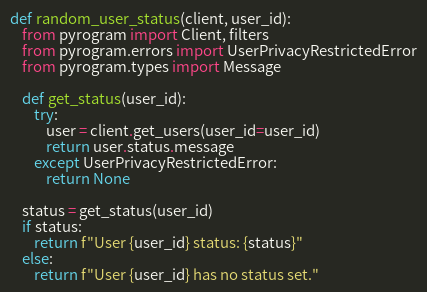 def random_user_status(client, user_id):
    from pyrogram import Client, filters
    from pyrogram.errors import UserPrivacyRestrictedError
    from pyrogram.types import Message

    def get_status(user_id):
        try:
            user = client.get_users(user_id=user_id)
            return user.status.message
        except UserPrivacyRestrictedError:
            return None

    status = get_status(user_id)
    if status:
        return f"User {user_id} status: {status}"
    else:
        return f"User {user_id} has no status set."